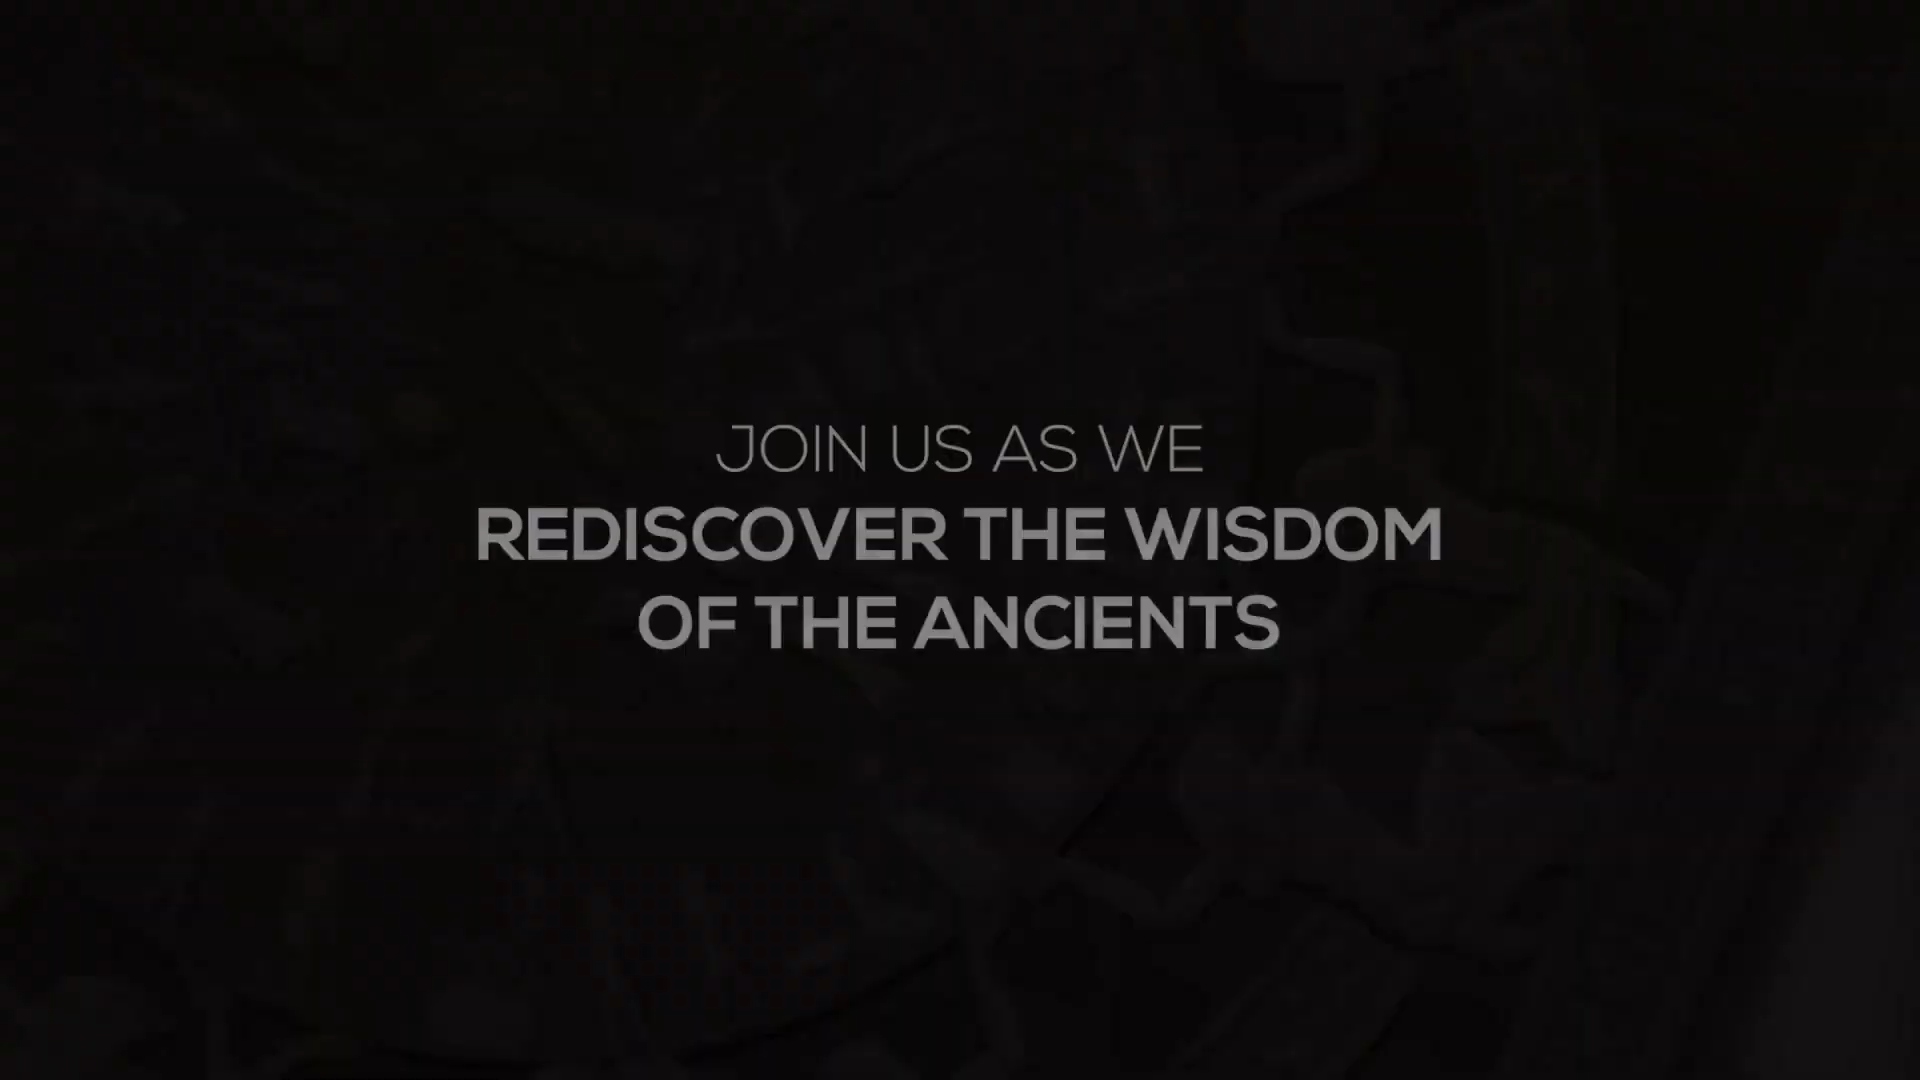 JOIN US AS WE
REDISCOVER THE WISDOM
OF THE ANCIENTS